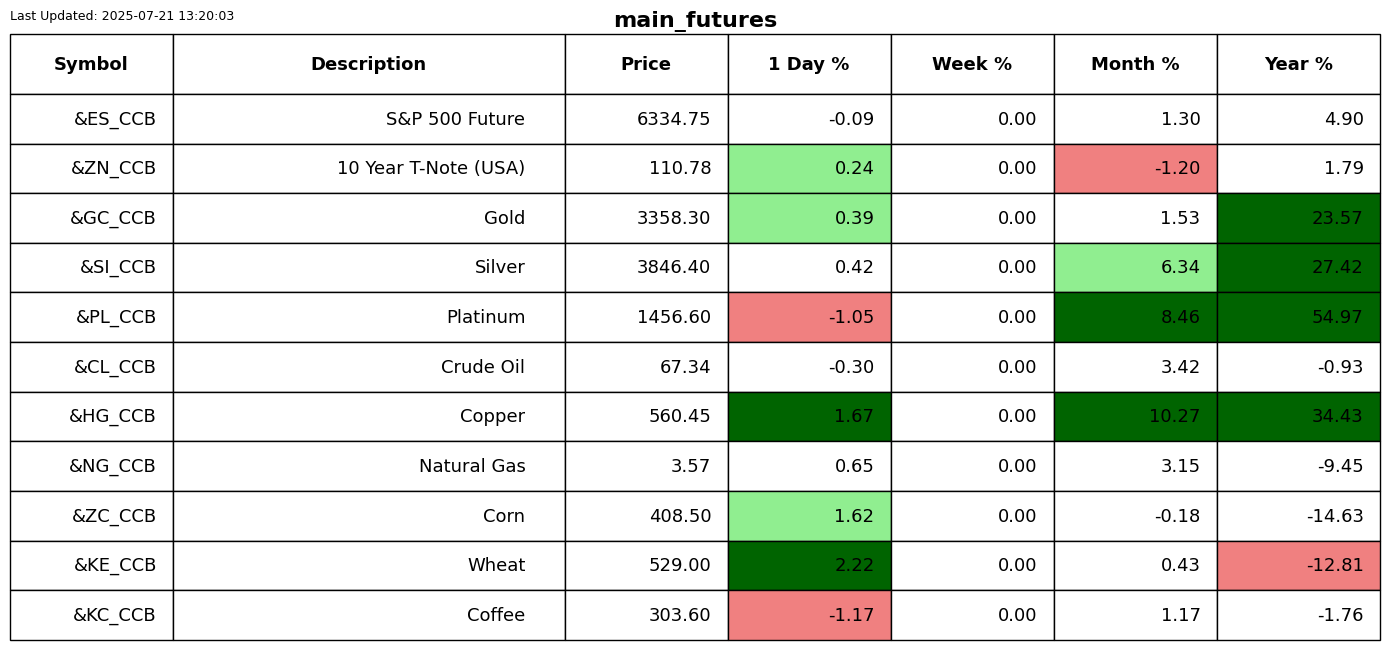 Last Updated: 2025-07-21 13:20:03
main_futures
Symbol Description Price 1 Day % Week % Month % Year %
&ES_CCB S&P 500 Future 6334.75 -0.09 0.00 1.30 4.90
&ZN_CCB 10 Year T-Note (USA) 110.78 0.24 0.00 -1.20 1.79
&GC_CCB Gold 3358.30 0.39 0.00 1.53 23.57
&SI_CCB Silver 3846.40 0.42 0.00 6.34 27.42
&PL_CCB Platinum 1456.60 -1.05 0.00 8.46 54.97
&CL_CCB Crude Oil 67.34 -0.30 0.00 3.42 -0.93
&HG_CCB Copper 560.45 1.67 0.00 10.27 34.43
&NG_CCB Natural Gas 3.57 0.65 0.00 3.15 -9.45
&ZC_CCB Corn 408.50 1.62 0.00 -0.18 -14.63
&KE_CCB Wheat 529.00 2.22 0.00 0.43 -12.81
&KC_CCB Coffee 303.60 -1.17 0.00 1.17 -1.76